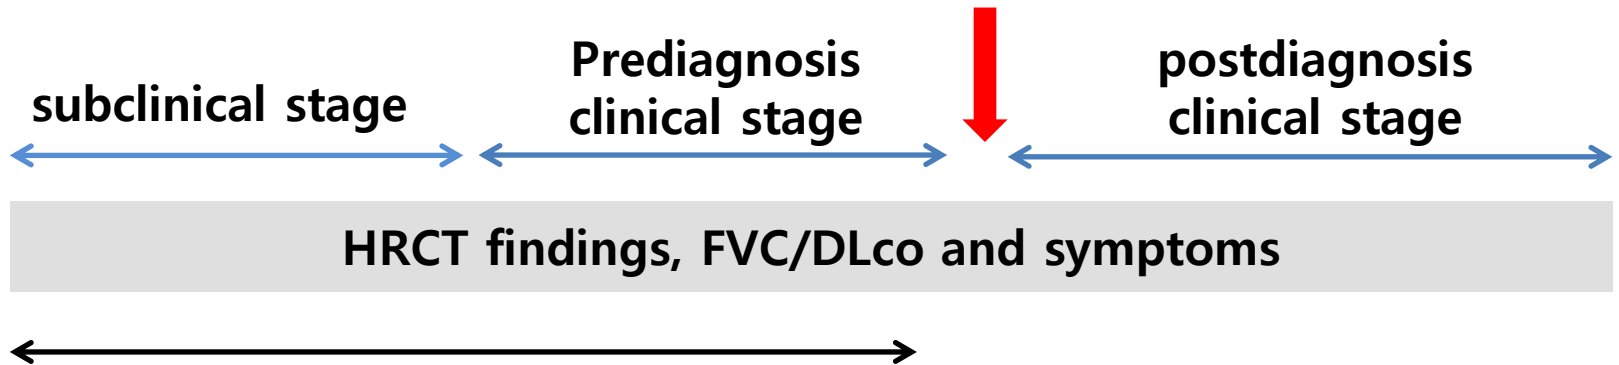 subclinical stage
Prediagnosis
clinical stage
postdiagnosis
clinical stage
HRCT findings, FVC/DLco and symptoms